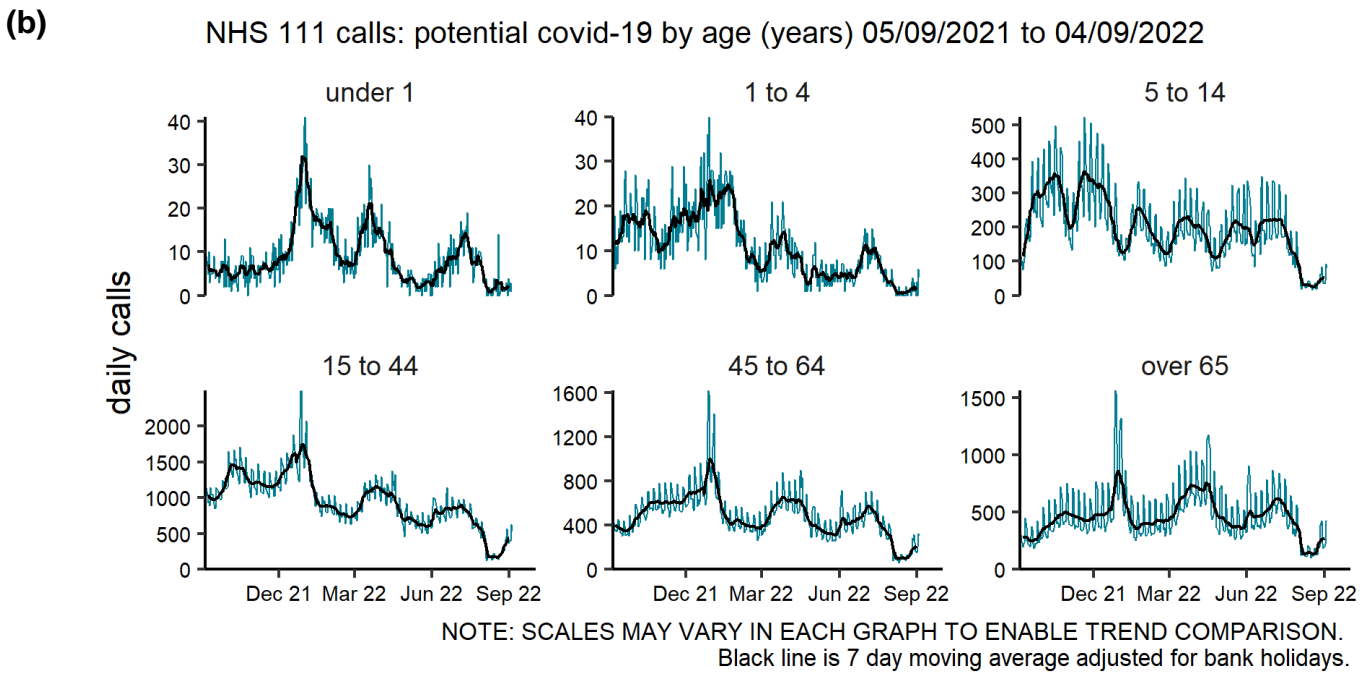 (b)
NHS 111 calls: potential covid-19 by age (years) 05/09/2021 to 04/09/2022
under 1
1 to 4
5 to 14
40
30
20
10
0
40
30
20
10
0
500
400
300
200
100
0
daily calls
15 to 44
45 to 64
over 65
2000
1500
1000
500
0
1600
1200
800
400
0
1500
1000
500
0
Dec 21 Mar 22 Jun 22 Sep 22
Dec 21 Mar 22 Jun 22 Sep 22
Dec 21 Mar 22 Jun 22 Sep 22
NOTE: SCALES MAY VARY IN EACH GRAPH TO ENABLE TREND COMPARISON.
Black line is 7 day moving average adjusted for bank holidays.